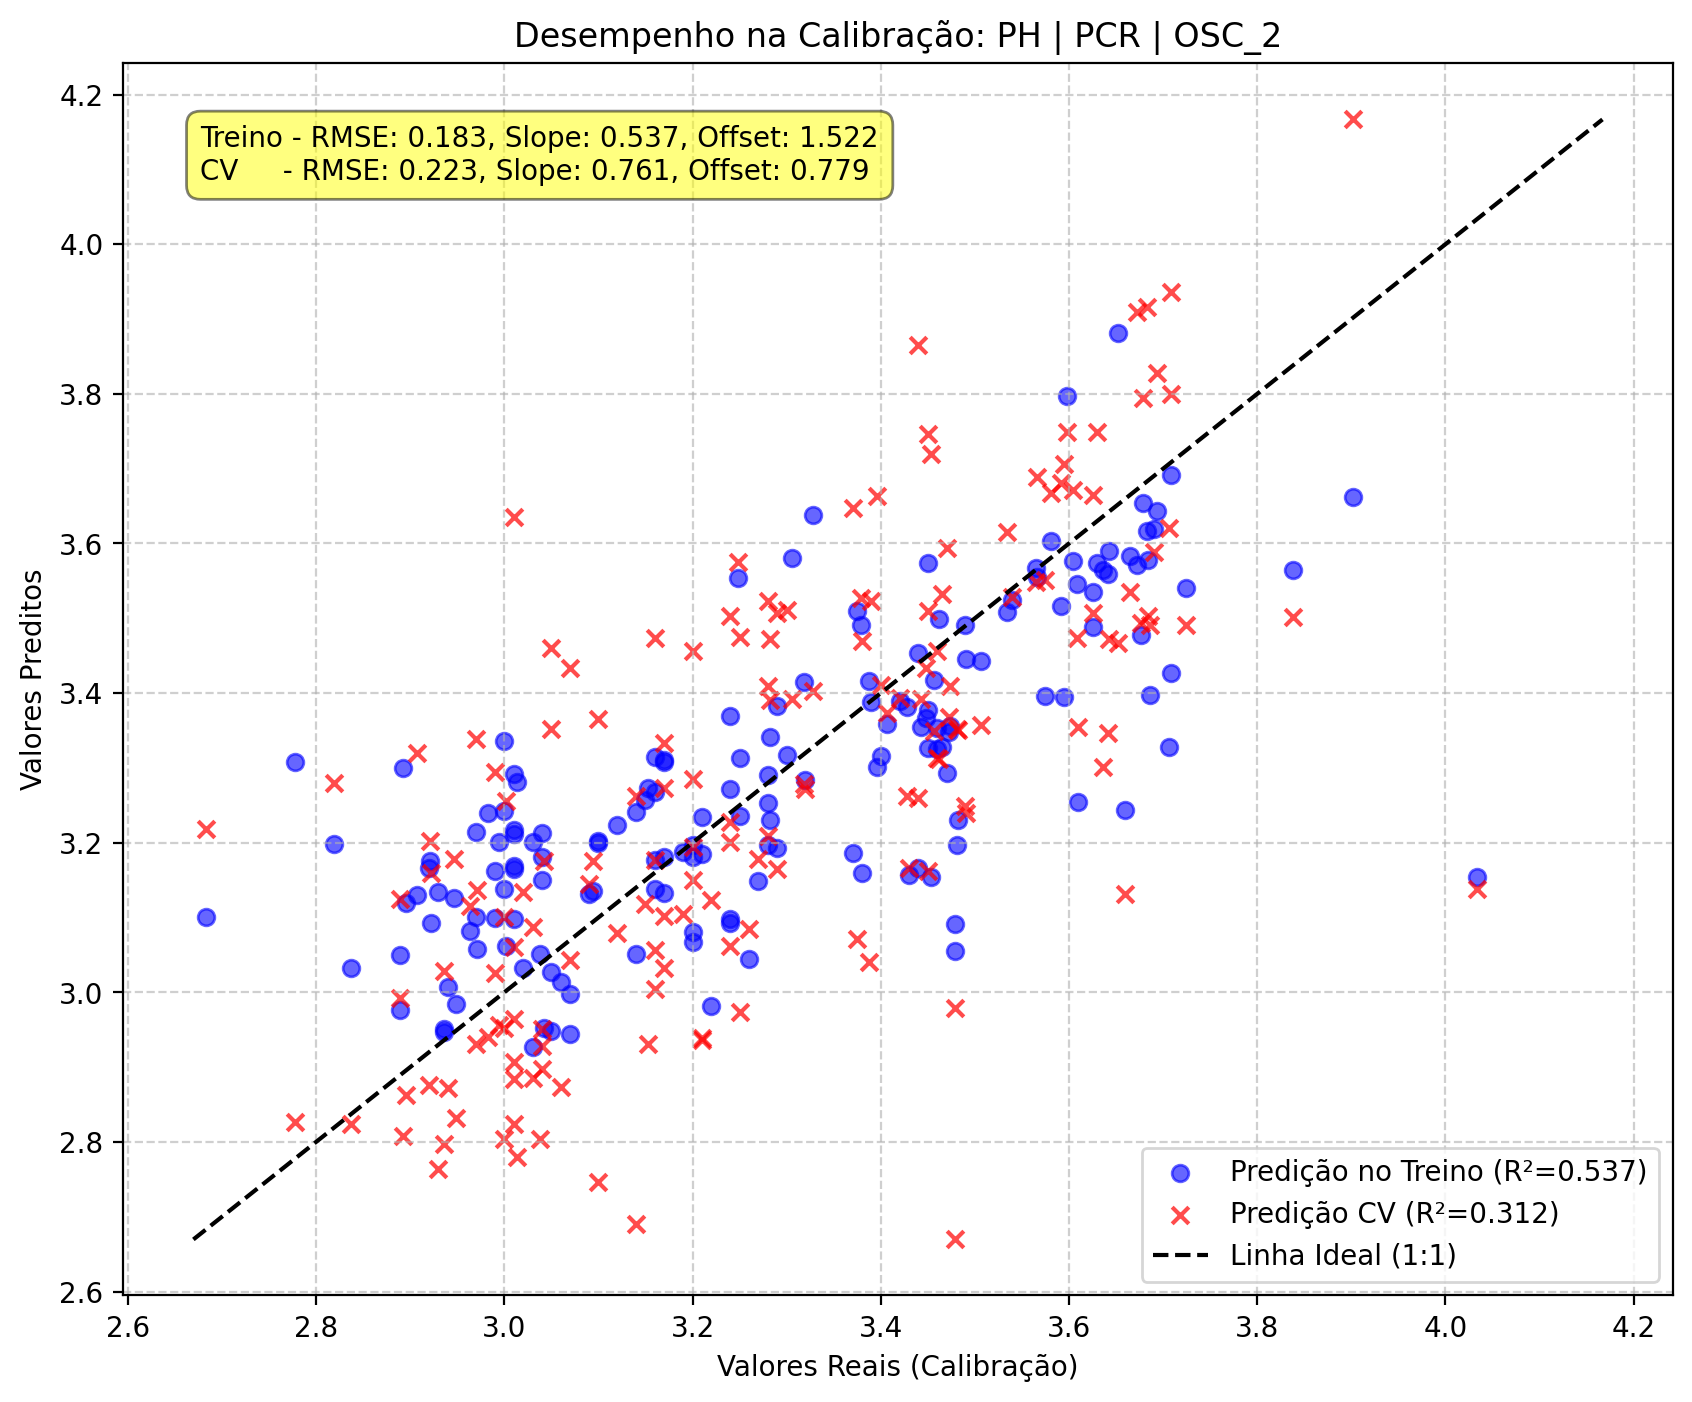 Desempenho na Calibração: PH | PCR | OSC_2
Treino - RMSE: 0.183, Slope: 0.537, Offset: 1.522
CV     - RMSE: 0.223, Slope: 0.761, Offset: 0.779
Valores Preditos
4.2
4.0
3.8
3.6
3.4
3.2
3.0
2.8
2.6
Predição no Treino (R²=0.537)
Predição CV (R²=0.312)
Linha Ideal (1:1)
2.6 2.8 3.0 3.2 3.4 3.6 3.8 4.0 4.2
Valores Reais (Calibração)